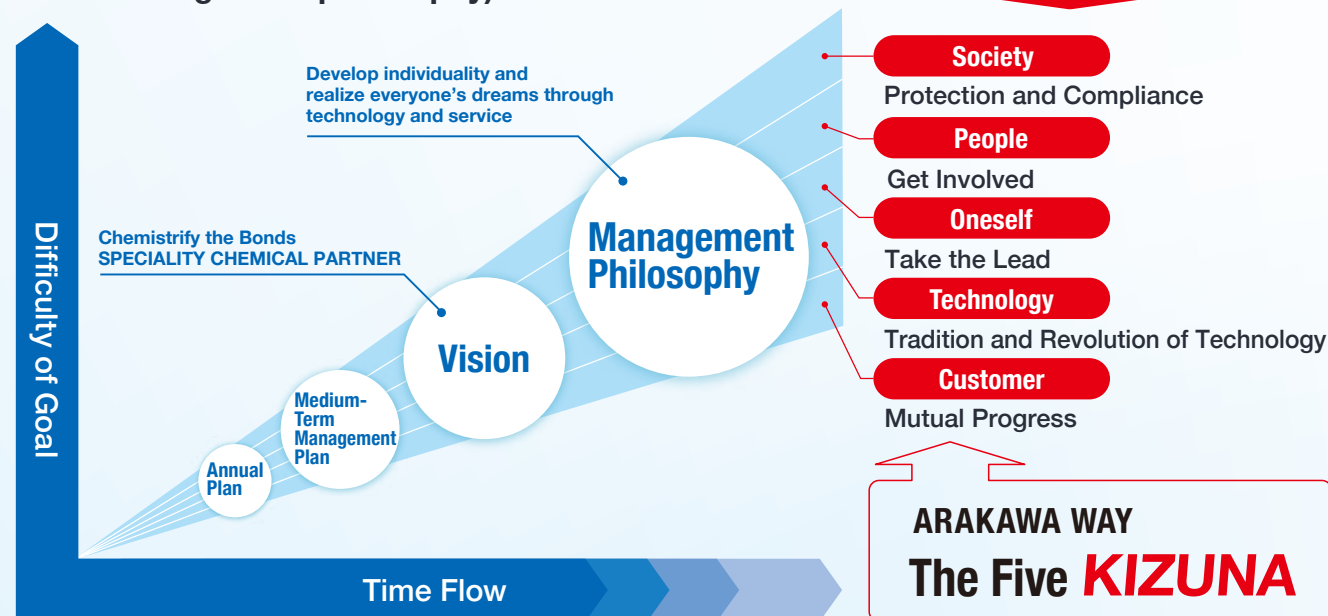 Difficulty of Goal
Develop individuality and
realize everyone's dreams through
technology and service
Chemistrify the Bonds
SPECIALITY CHEMICAL PARTNER
Management
Philosophy
Vision
Medium-
Term
Management
Plan
Annual
Plan
Time Flow
Society
Protection and Compliance
People
Get Involved
Oneself
Take the Lead
Technology
Tradition and Revolution of Technology
Customer
Mutual Progress
ARAKAWA WAY
The Five KIZUNA